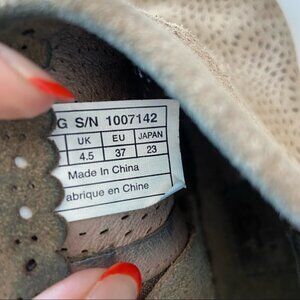 G S/N 1007142
UK EU JAPAN
4.5 37 23
Made In China
abrique en Chine